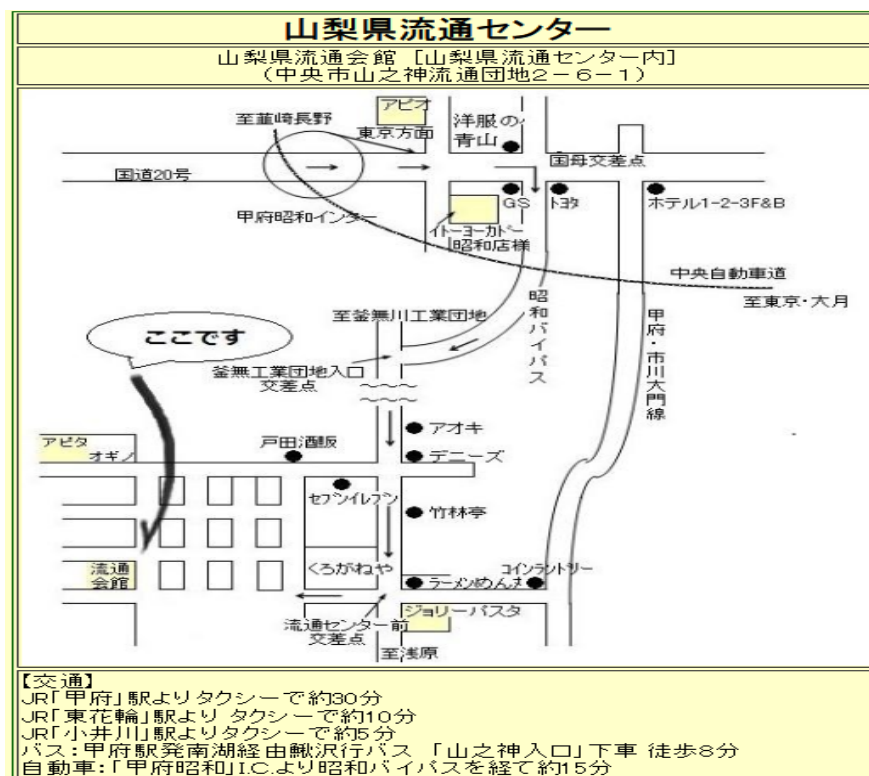 山梨県流通センター
山梨県流通会館 [山梨県流通センター内]
(中央市山之神流通団地2-6-1)
アピオ
至韮崎長野
東京方面
洋服の
青山
国母交差点
国道20号
GS
トヨタ
ホテル1-2-3F&B
甲府昭和インター
イトーヨーカドー
昭和店様
中央自動車道
至東京・大月
昭和バイパス
甲府・市川大門線
至釜無川工業団地
ここです
釜無工業団地入口
交差点
アオキ
アピタ
オギノ
戸田酒販
デニーズ
セブンイレブン
竹林亭
流通
会館
くろがねや
ラーメンめん丸
コインラントリー
ジョリーパスタ
流通センター前
交差点
至浅原
【交通】
JR「甲府」駅よりタクシーで約30分
JR「東花輪」駅より タクシーで約10分
JR「小井川」駅よりタクシーで約5分
バス:甲府駅発南湖経由鰍沢行バス 「山之神入口」下車 徒歩8分
自動車:「甲府昭和」I.C.より昭和バイパスを経て約15分